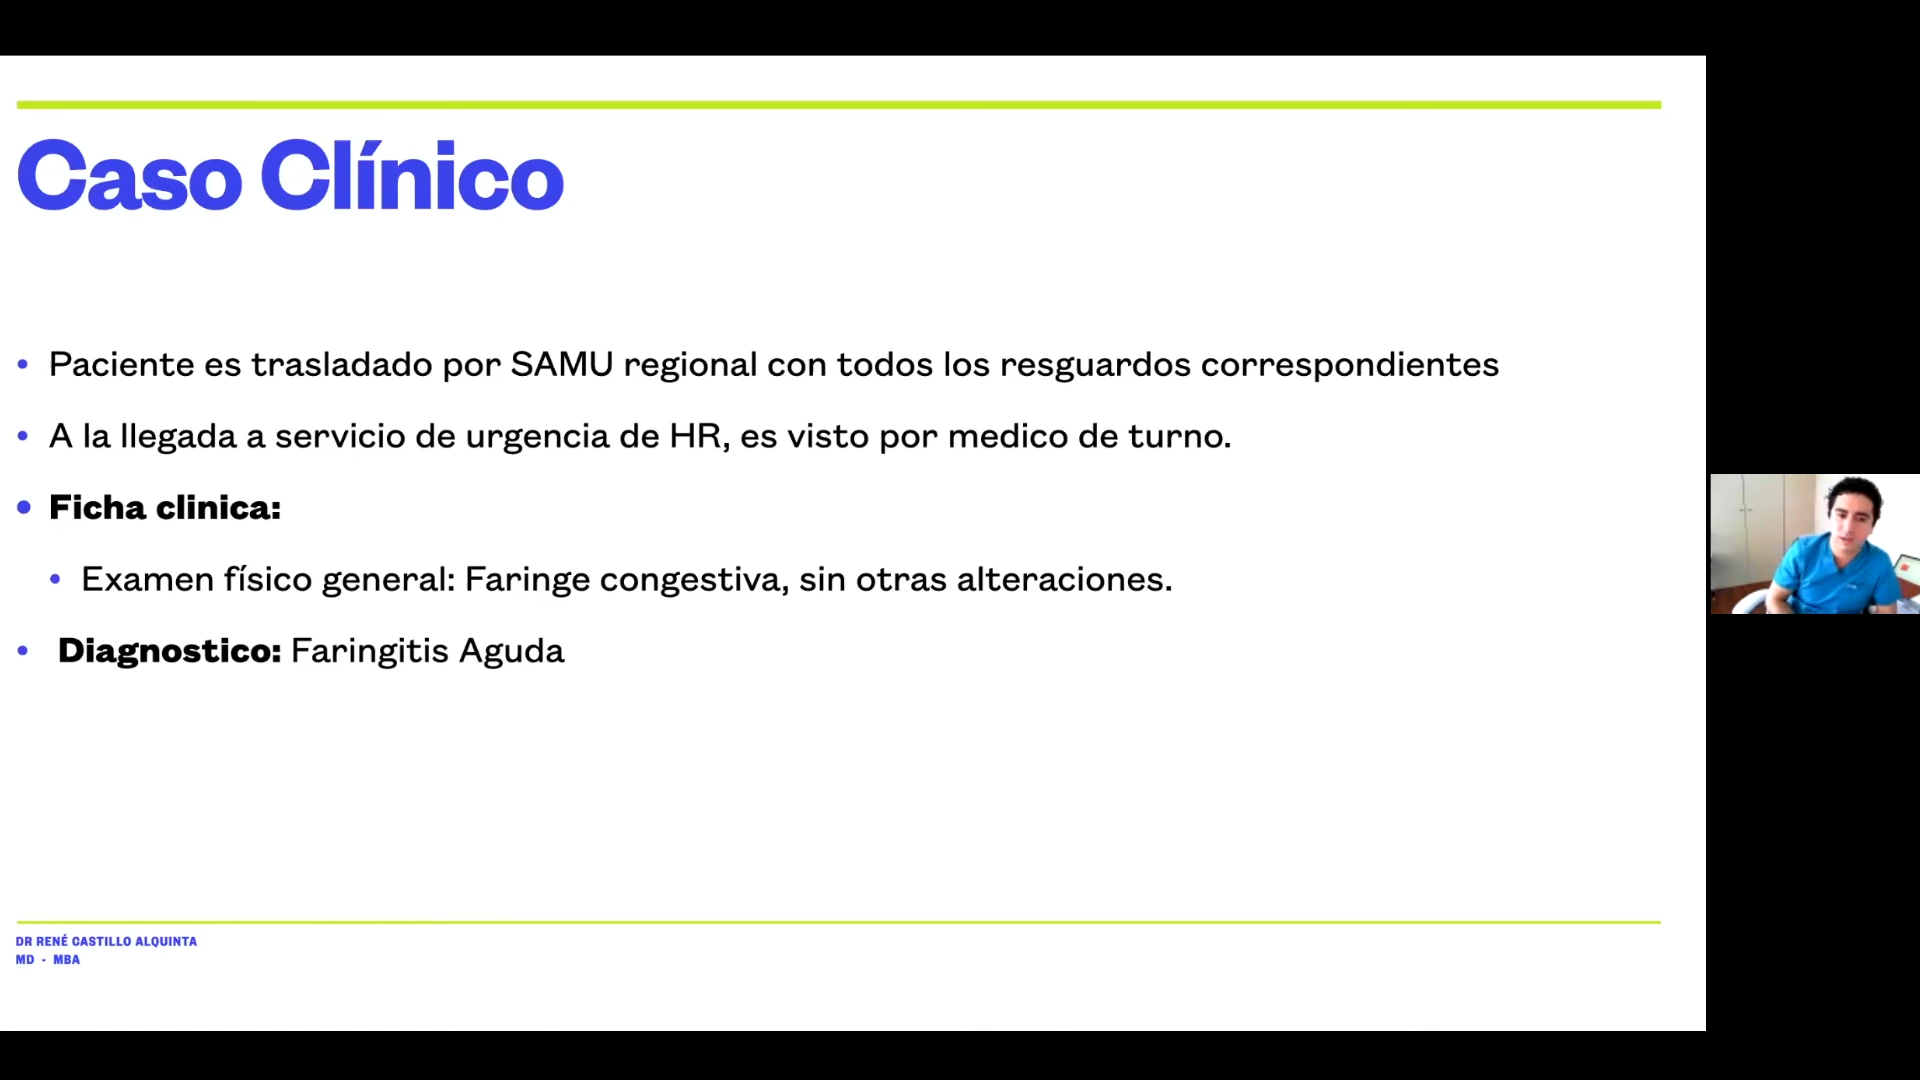 Caso Clínico
• Paciente es trasladado por SAMU regional con todos los resguardos correspondientes
• A la llegada a servicio de urgencia de HR, es visto por medico de turno.
• Ficha clinica:
• Examen físico general: Faringe congestiva, sin otras alteraciones.
• Diagnostico: Faringitis Aguda
DR RENÉ CASTILLO ALQUINTA
MD - MBA